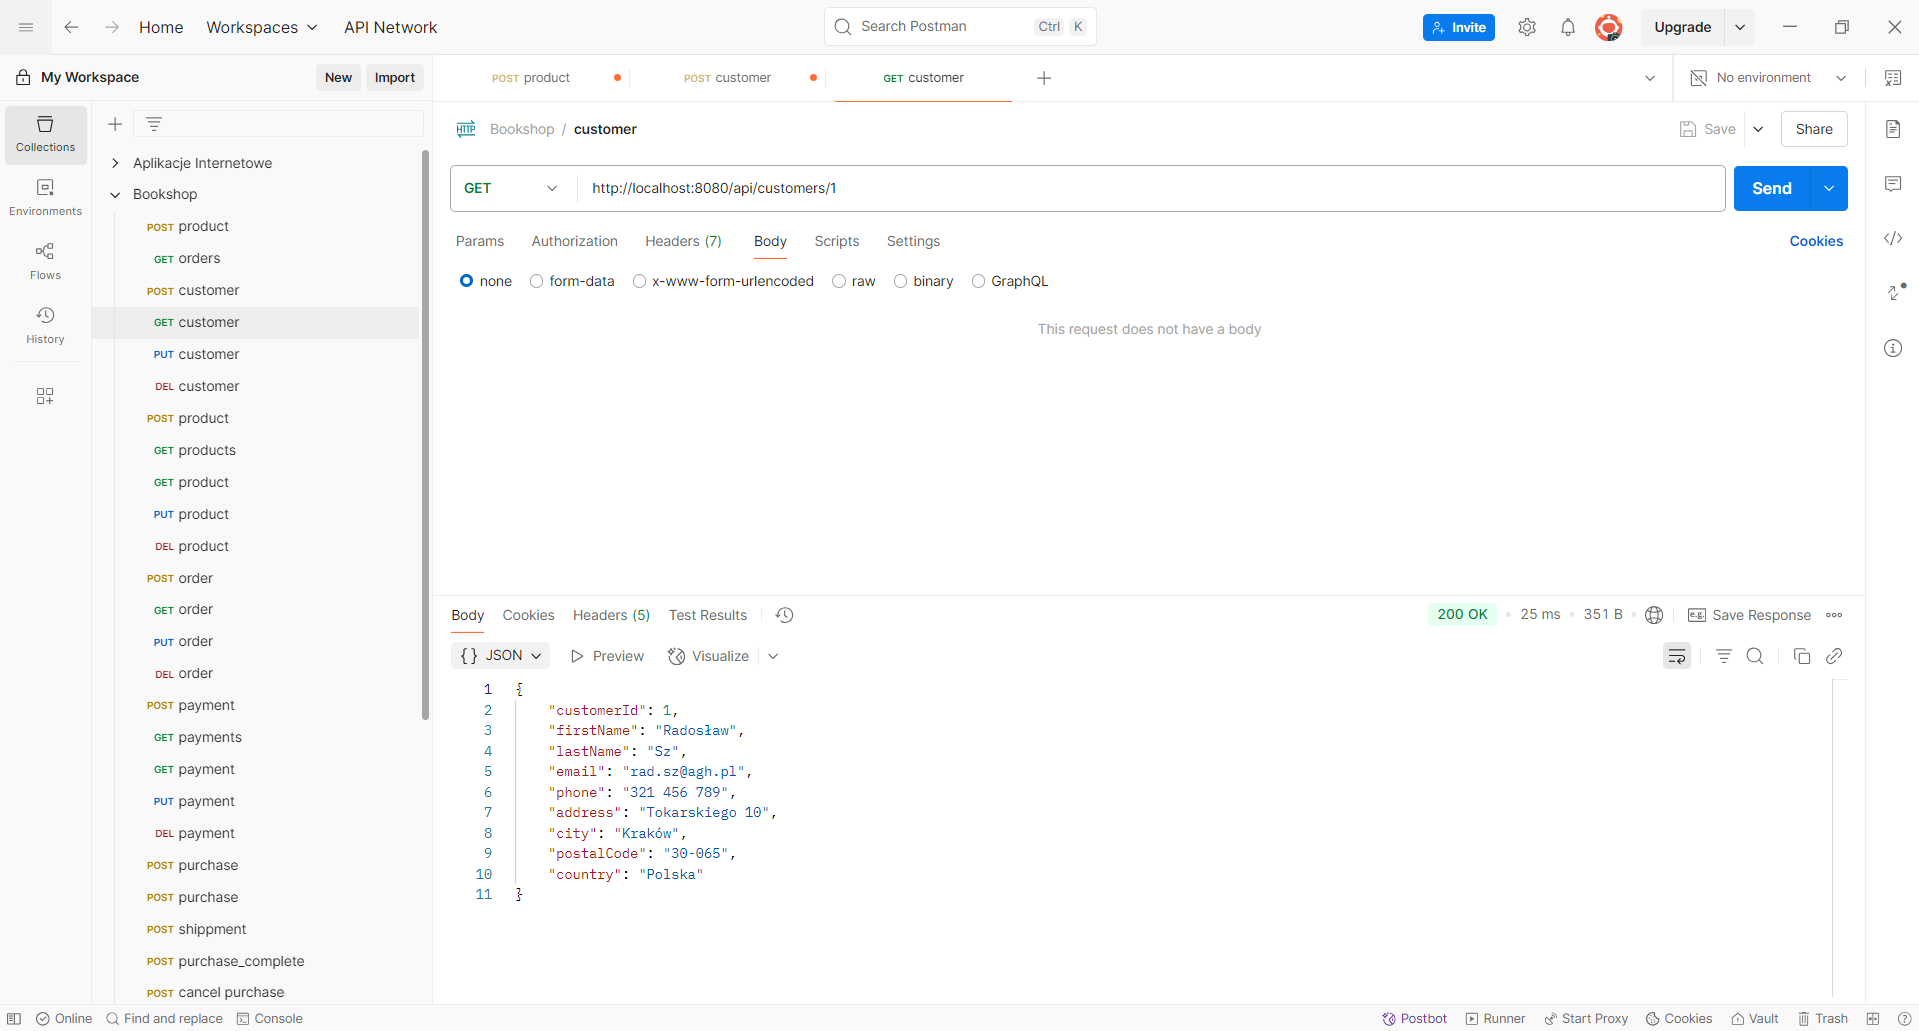 Home Workspaces API Network Search Postman Ctrl K Invite Upgrade
My Workspace New Import
POST product POST customer GET customer No environment
Collections
Environments
Flows
History
Aplikacje Internetowe
Bookshop
POST product
GET orders
POST customer
GET customer
PUT customer
DEL customer
POST product
GET products
GET product
PUT product
DEL product
POST order
GET order
PUT order
DEL order
POST payment
GET payments
GET payment
PUT payment
DEL payment
POST purchase
POST purchase
POST shippment
POST purchase_complete
POST cancel purchase
HTTP Bookshop / customer Save Share
GET http://localhost:8080/api/customers/1 Send
Params Authorization Headers (7) Body Scripts Settings Cookies
none form-data x-www-form-urlencoded raw binary GraphQL
This request does not have a body
Body Cookies Headers (5) Test Results 200 OK 25 ms 351 B e.g. Save Response
{} JSON Preview Visualize
1 {
2 "customerId": 1,
3 "firstName": "Radosław",
4 "lastName": "Sz",
5 "email": "rad.sz@agh.pl",
6 "phone": "321 456 789",
7 "address": "Tokarskiego 10",
8 "city": "Kraków",
9 "postalCode": "30-065",
10 "country": "Polska"
11 }
Online Find and replace Console Postbot Runner Start Proxy Cookies Vault Trash